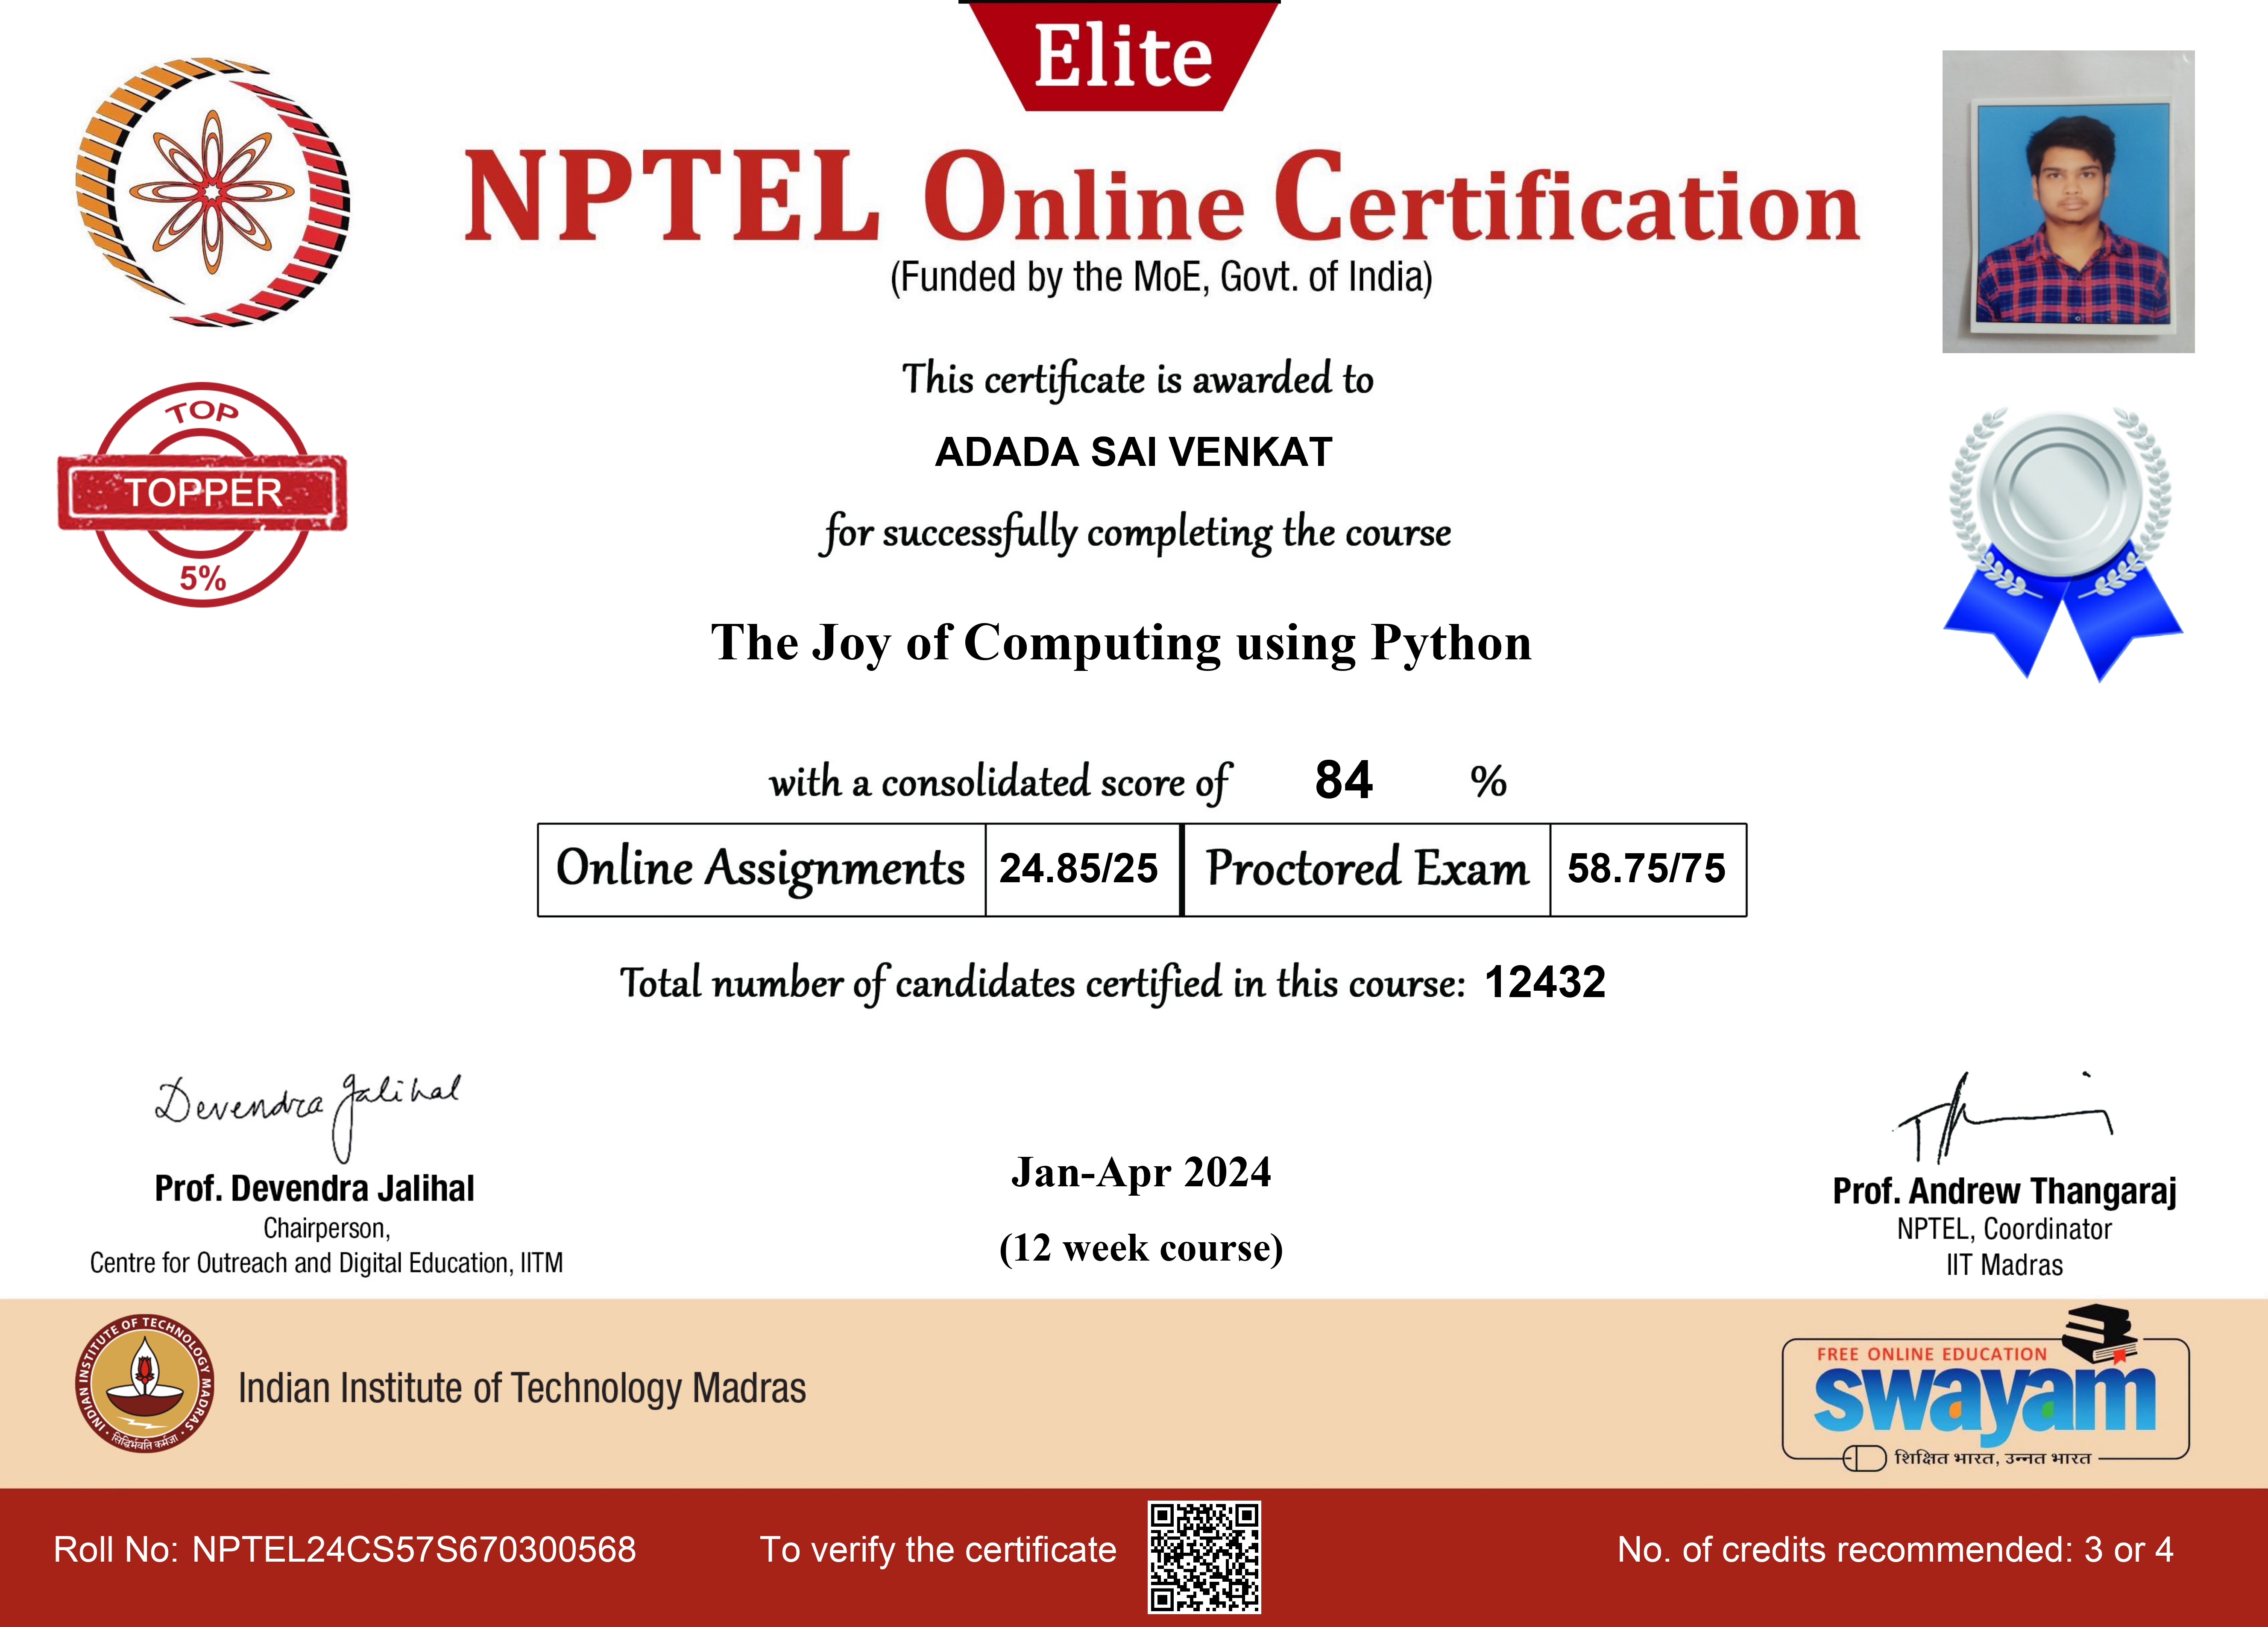 Elite
NPTEL Online Certification
(Funded by the MoE, Govt. of India)
This certificate is awarded to
ADADA SAI VENKAT
for successfully completing the course
TOP
TOPPER
5%
The Joy of Computing using Python
with a consolidated score of 84 %
Online Assignments 24.85/25 Proctored Exam 58.75/75
Total number of candidates certified in this course: 12432
Devendra Jalihal
Prof. Devendra Jalihal
Chairperson,
Centre for Outreach and Digital Education, IITM
Jan-Apr 2024
(12 week course)
Prof. Andrew Thangaraj
NPTEL, Coordinator
IIT Madras
INDIAN INSTITUTE OF TECHNOLOGY MADRAS
सिद्धिर्भवति कर्मजा
Indian Institute of Technology Madras
FREE ONLINE EDUCATION
swayam
शिक्षित भारत, उन्नत भारत
Roll No: NPTEL24CS57S670300568
To verify the certificate
No. of credits recommended: 3 or 4